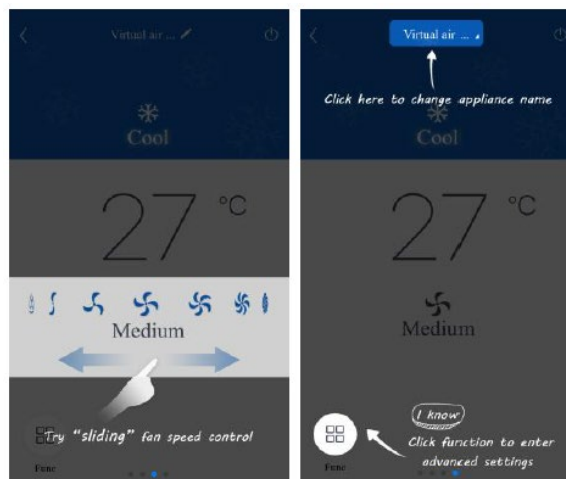 Virtual air ...
Cool
27 °C
Medium
Try "sliding" fan speed control
Func
Virtual air ...
Click here to change appliance name
Cool
27 °C
Medium
I know
Click function to enter
advanced settings
Func